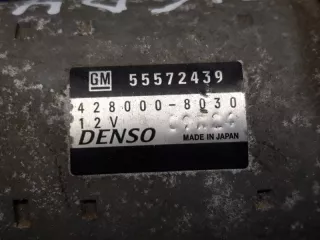 GM 55572439
428000-8030
12V
DENSO MADE IN JAPAN